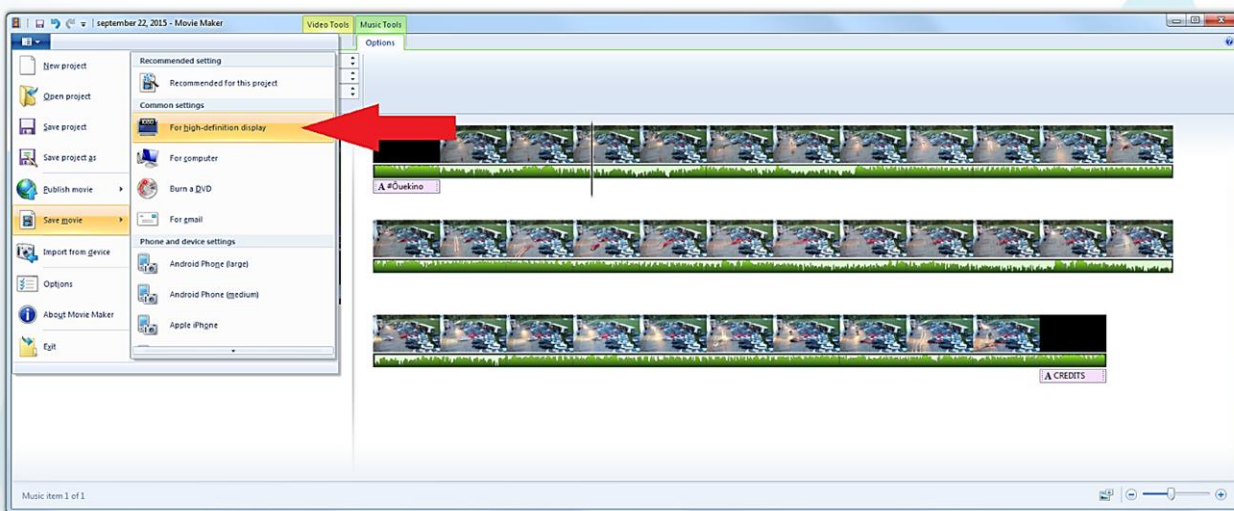 september 22, 2015 - Movie Maker
Video Tools
Music Tools
Options
New project
Open project
Save project
Save project as
Publish movie
Save movie
Import from device
Options
About Movie Maker
Exit
Recommended setting
Recommended for this project
Common settings
For high-definition display
For computer
Burn a DVD
For email
Phone and device settings
Android Phone (large)
Android Phone (medium)
Apple iPhone
A #Õuekino
A CREDITS
Music item 1 of 1